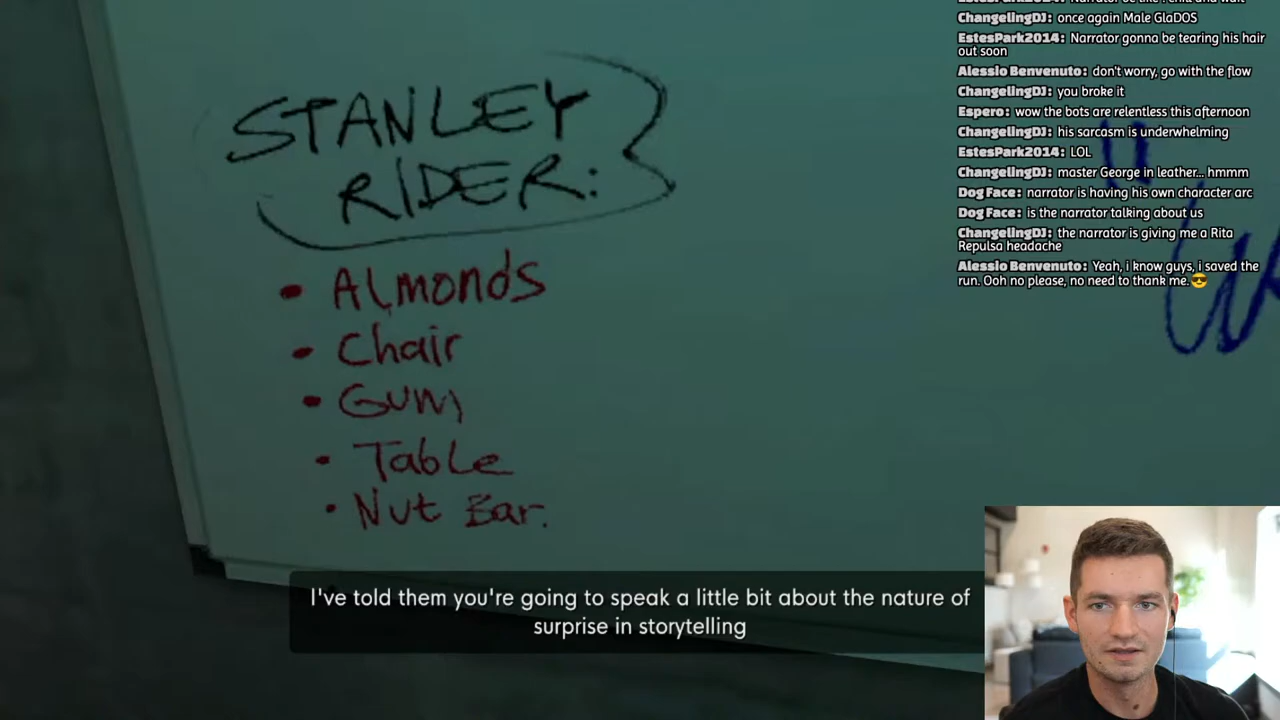 ChangelingDJ: once again Male GlaDOS
EstesPark2014: Narrator gonna be tearing his hair
out soon
Alessio Benvenuto: don't worry, go with the flow
ChangelingDJ: you broke it
Espero: wow the bots are relentless this afternoon
ChangelingDJ: his sarcasm is underwhelming
EstesPark2014: LOL
ChangelingDJ: master George in leather... hmmm
Dog Face: narrator is having his own character arc
Dog Face: is the narrator talking about us
ChangelingDJ: the narrator is giving me a Rita
Repulsa headache
Alessio Benvenuto: Yeah, i know guys, i saved the
run. Ooh no please, no need to thank me.😎
STANLEY
RIDER:
• Almonds
• Chair
• Gum
• Table
• Nut Bar.
I've told them you're going to speak a little bit about the nature of
surprise in storytelling